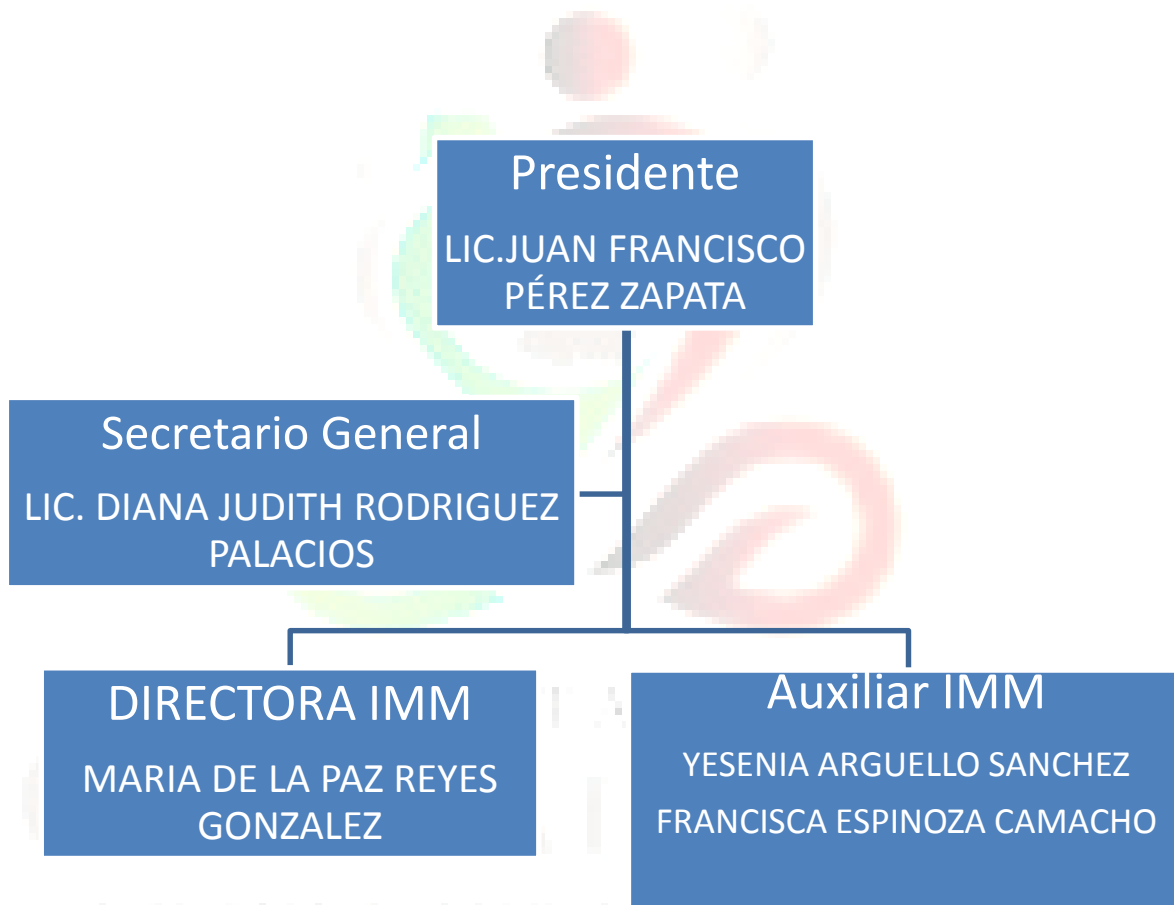 Presidente
LIC.JUAN FRANCISCO
PÉREZ ZAPATA
Secretario General
LIC. DIANA JUDITH RODRIGUEZ
PALACIOS
DIRECTORA IMM
MARIA DE LA PAZ REYES
GONZALEZ
Auxiliar IMM
YESENIA ARGUELLO SANCHEZ
FRANCISCA ESPINOZA CAMACHO